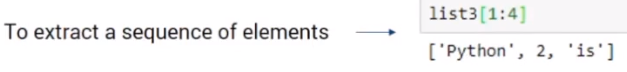 To extract a sequence of elements
list3[1:4]
['Python', 2, 'is']